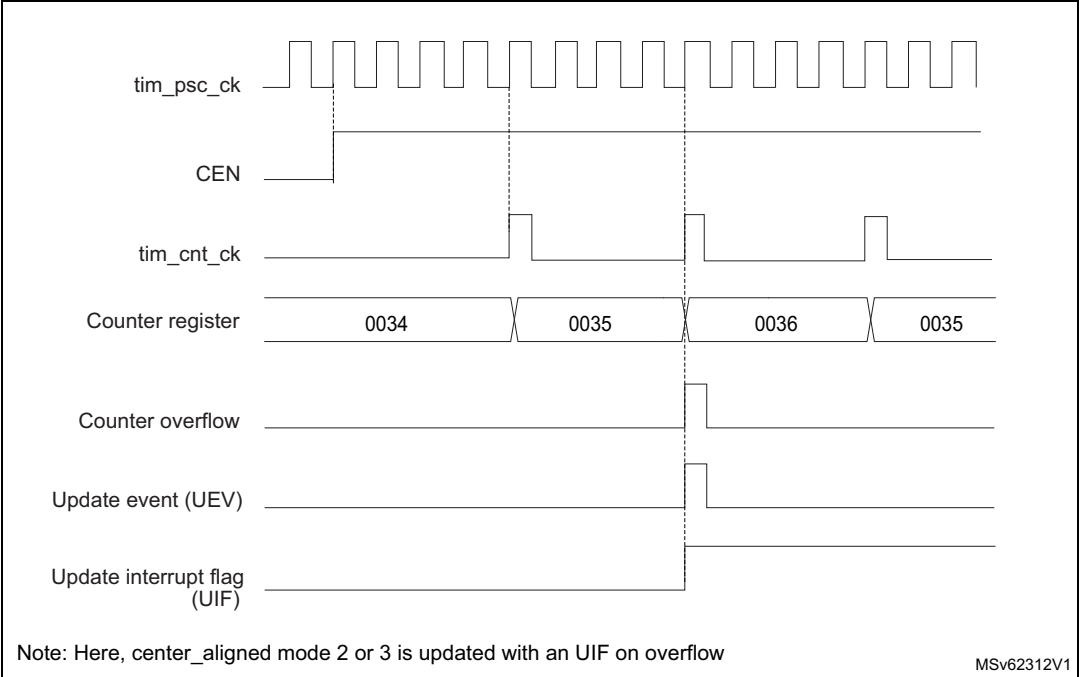 tim_psc_ck
CEN
tim_cnt_ck
Counter register
0034 0035 0036 0035
Counter overflow
Update event (UEV)
Update interrupt flag
(UIF)
Note: Here, center_aligned mode 2 or 3 is updated with an UIF on overflow
MSv62312V1